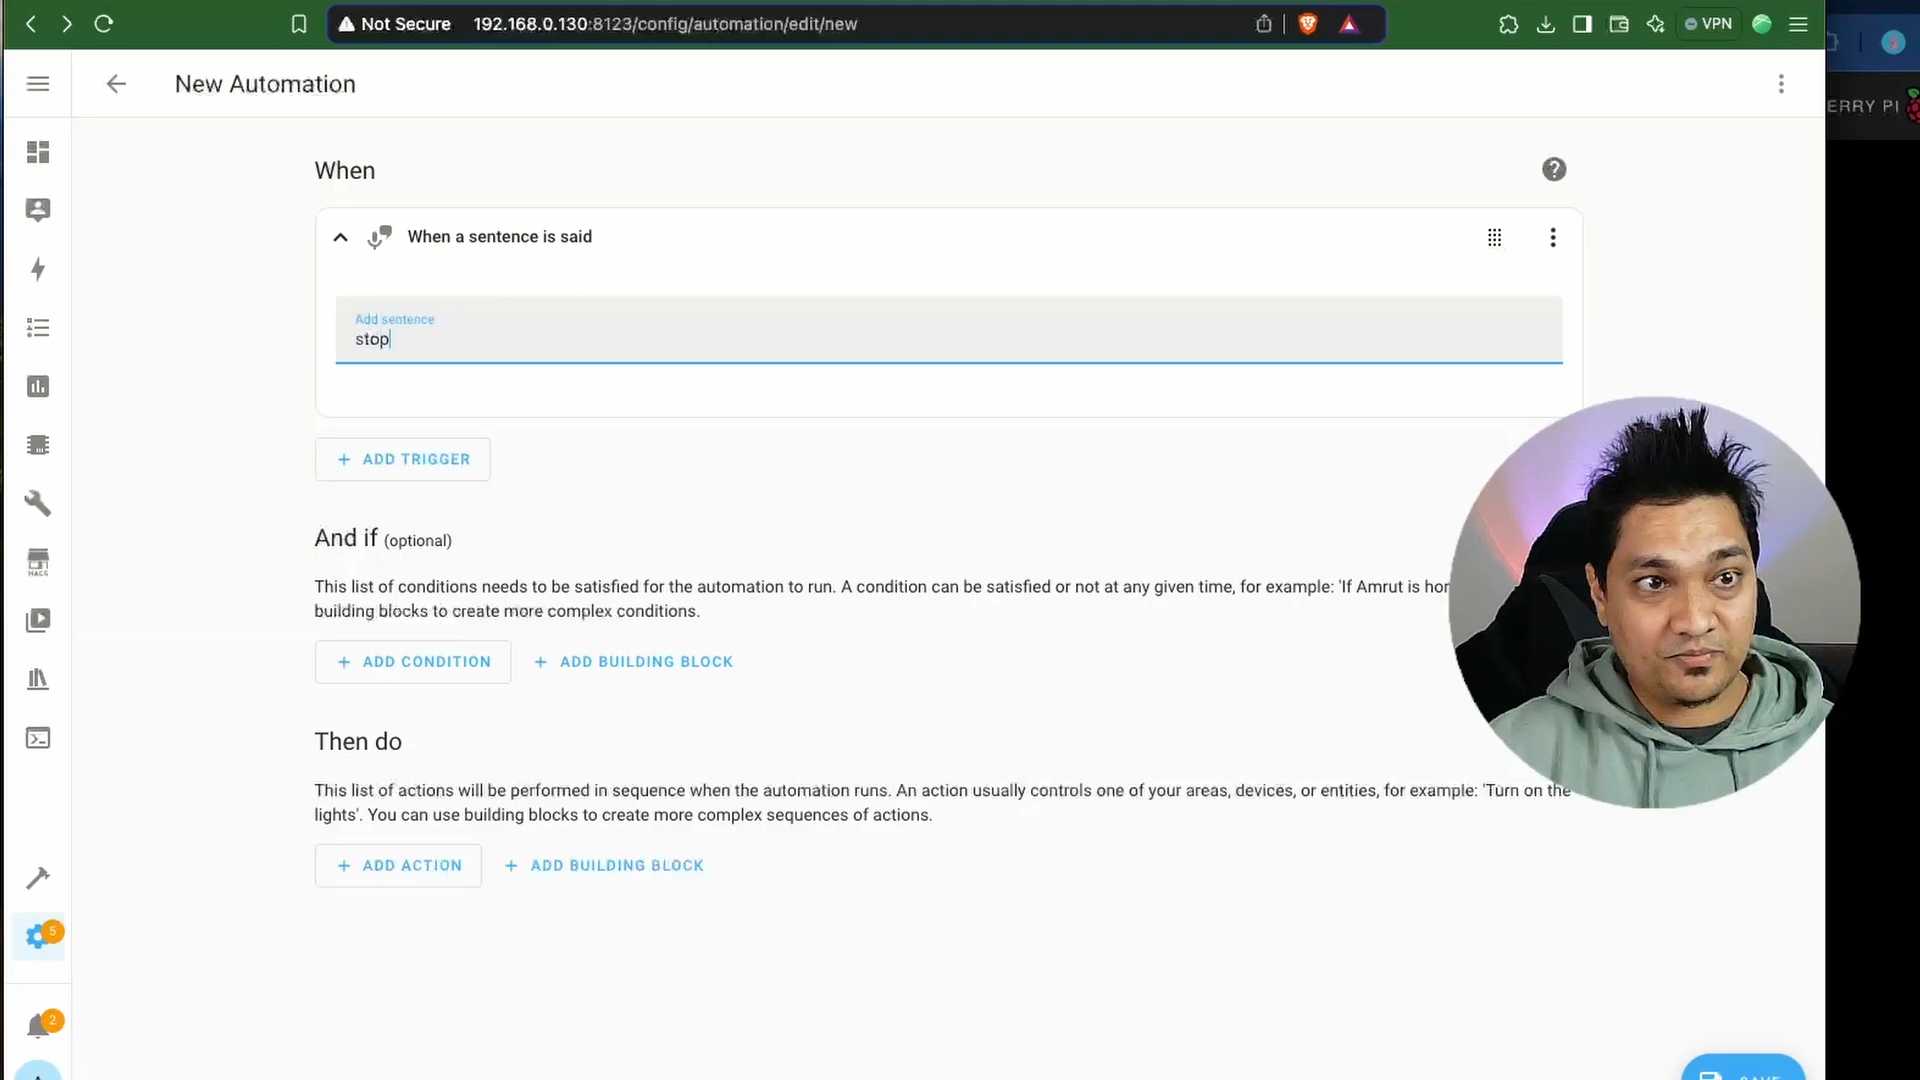 Not Secure 192.168.0.130:8123/config/automation/edit/new
VPN
New Automation
ERRY PI
When
When a sentence is said
Add sentence
stop
+ ADD TRIGGER
And if (optional)
This list of conditions needs to be satisfied for the automation to run. A condition can be satisfied or not at any given time, for example: 'If Amrut is hor
building blocks to create more complex conditions.
+ ADD CONDITION + ADD BUILDING BLOCK
HACS
Then do
This list of actions will be performed in sequence when the automation runs. An action usually controls one of your areas, devices, or entities, for example: 'Turn on the
lights'. You can use building blocks to create more complex sequences of actions.
+ ADD ACTION + ADD BUILDING BLOCK
5
2
SAVE